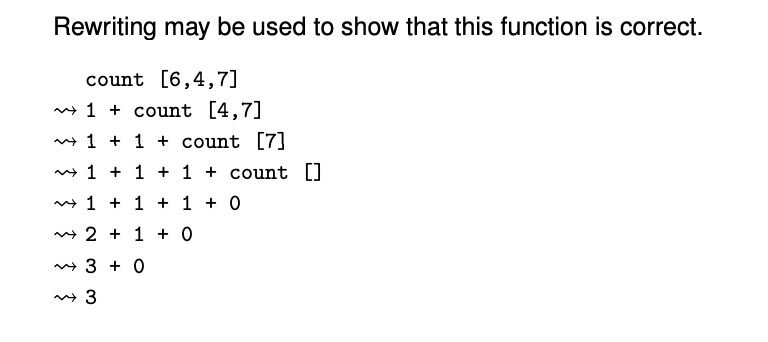 Rewriting may be used to show that this function is correct.
count [6,4,7]
⇝ 1 + count [4,7]
⇝ 1 + 1 + count [7]
⇝ 1 + 1 + 1 + count []
⇝ 1 + 1 + 1 + 0
⇝ 2 + 1 + 0
⇝ 3 + 0
⇝ 3